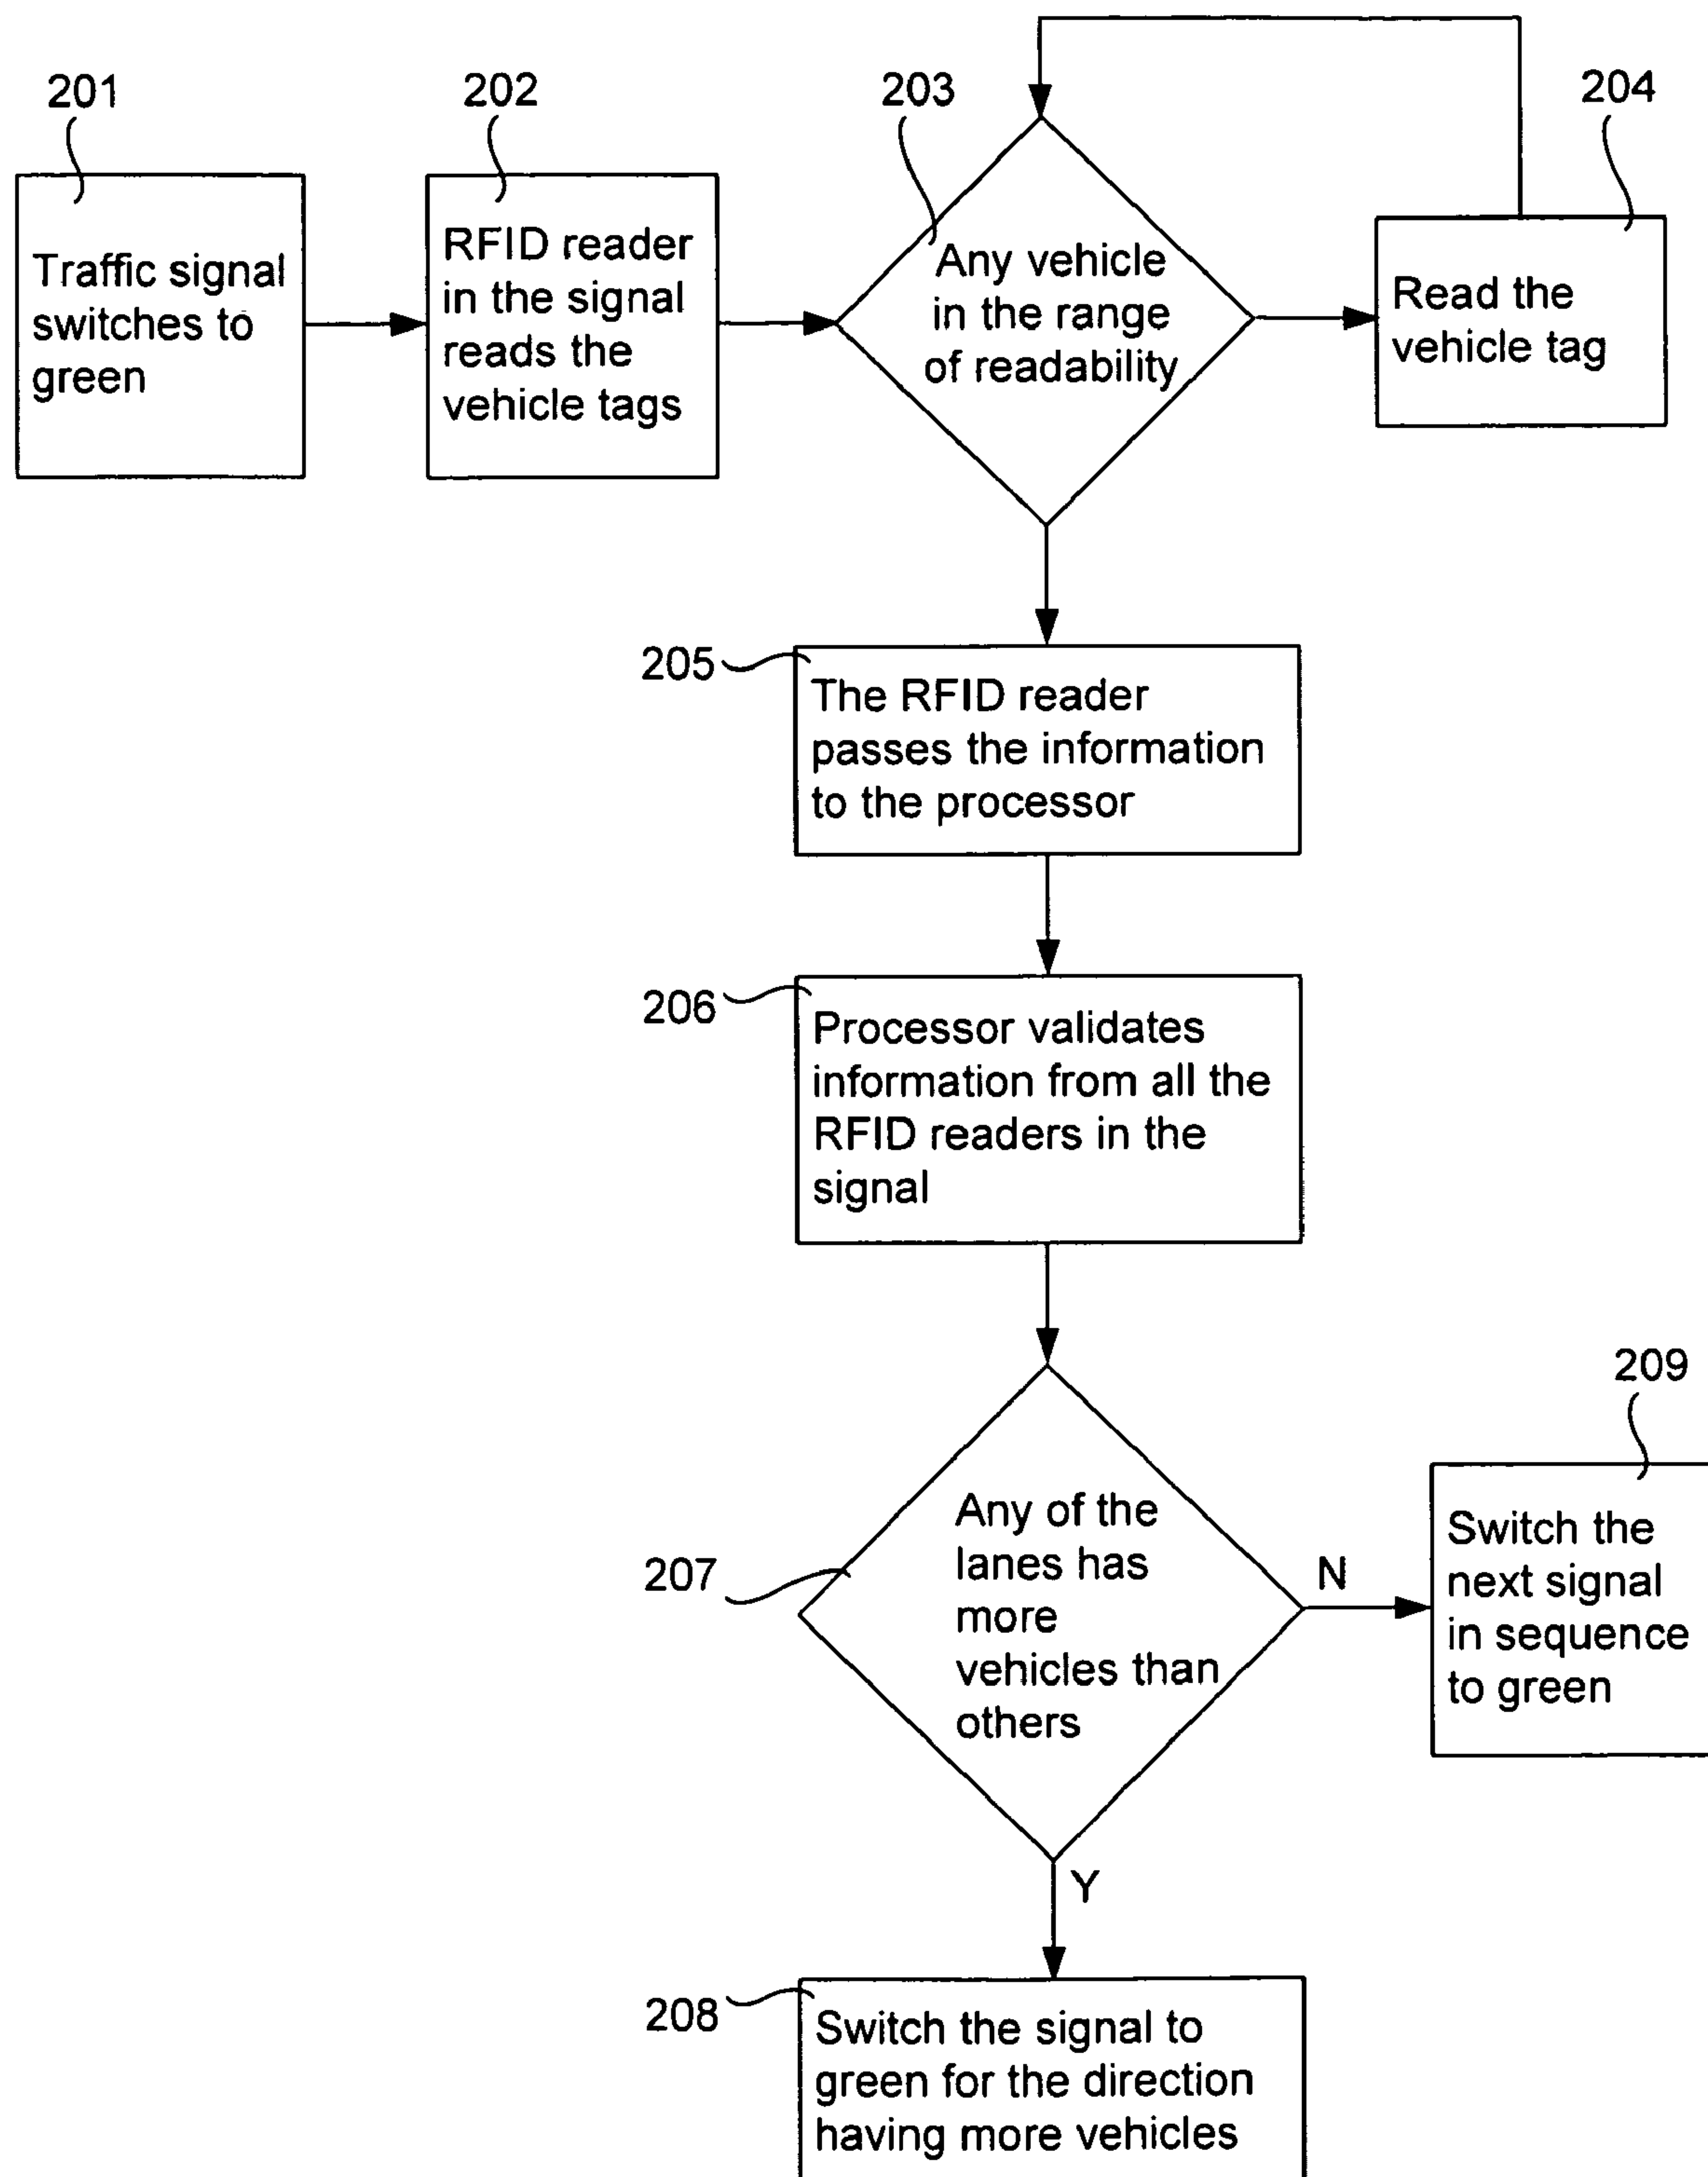 201
Traffic signal
switches to
green
202
RFID reader
in the signal
reads the
vehicle tags
203
Any vehicle
in the range
of readability
204
Read the
vehicle tag
205
The RFID reader
passes the information
to the processor
206
Processor validates
information from all the
RFID readers in the
signal
207
Any of the
lanes has
more
vehicles than
others
N
209
Switch the
next signal
in sequence
to green
Y
208
Switch the signal to
green for the direction
having more vehicles